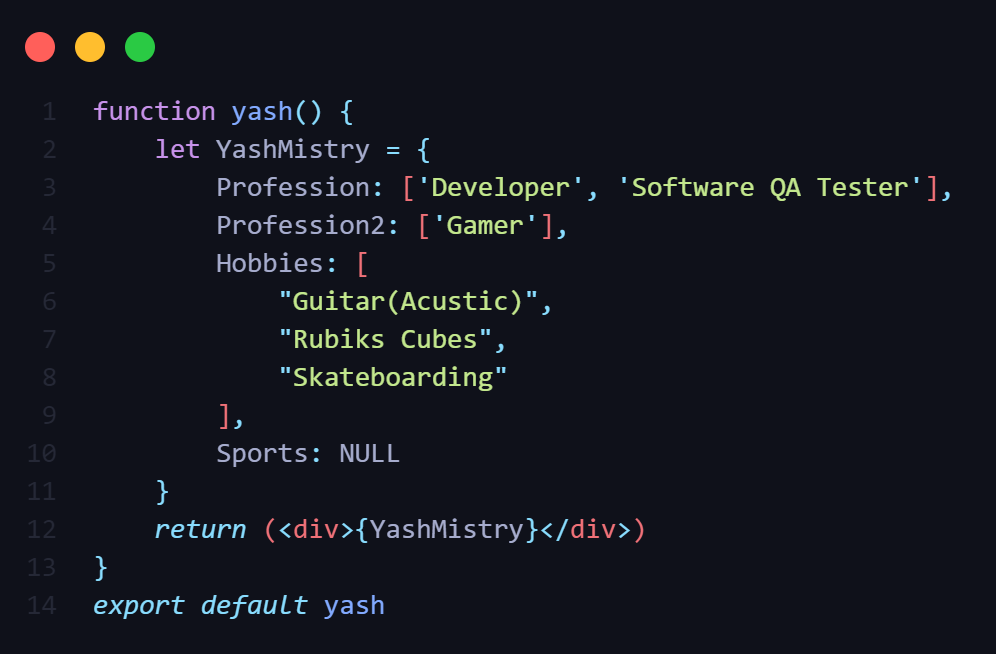 1 function yash() {
2     let YashMistry = {
3         Profession: ['Developer', 'Software QA Tester'],
4         Profession2: ['Gamer'],
5         Hobbies: [
6             "Guitar(Acustic)",
7             "Rubiks Cubes",
8             "Skateboarding"
9         ],
10         Sports: NULL
11     }
12     return (<div>{YashMistry}</div>)
13 }
14 export default yash